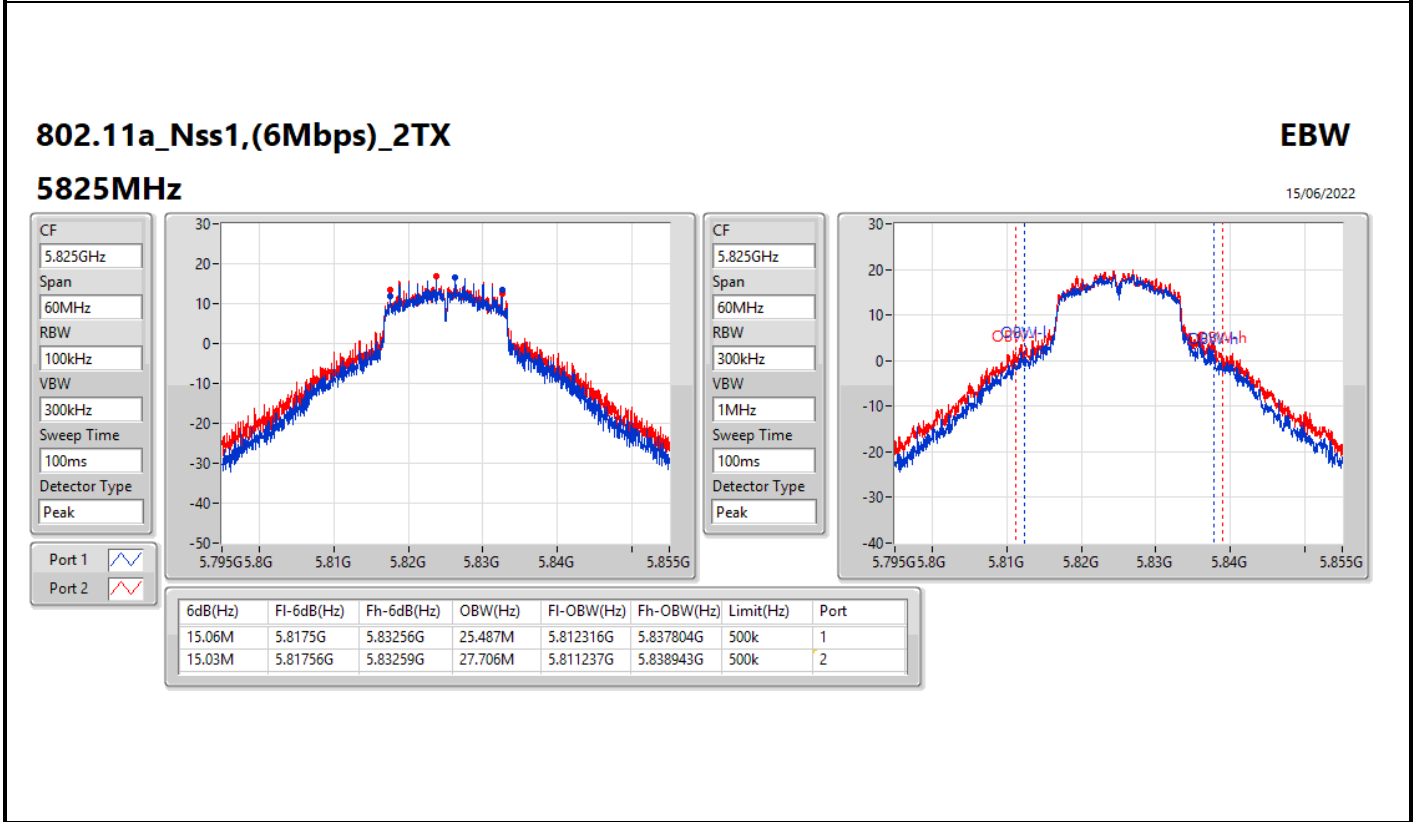 802.11a_Nss1,(6Mbps)_2TX EBW
5825MHz 15/06/2022
CF
5.825GHz
Span
60MHz
RBW
100kHz
VBW
300kHz
Sweep Time
100ms
Detector Type
Peak
Port 1
Port 2
30
20
10
0
-10
-20
-30
-40
-50
5.795G 5.8G 5.81G 5.82G 5.83G 5.84G 5.855G
CF
5.825GHz
Span
60MHz
RBW
300kHz
VBW
1MHz
Sweep Time
100ms
Detector Type
Peak
30
20
10
0
-10
-20
-30
-40
5.795G 5.8G 5.81G 5.82G 5.83G 5.84G 5.855G
6dB(Hz) Fl-6dB(Hz) Fh-6dB(Hz) OBW(Hz) Fl-OBW(Hz) Fh-OBW(Hz) Limit(Hz) Port
15.06M 5.8175G 5.83256G 25.487M 5.812316G 5.837804G 500k 1
15.03M 5.81756G 5.83259G 27.706M 5.811237G 5.838943G 500k 2